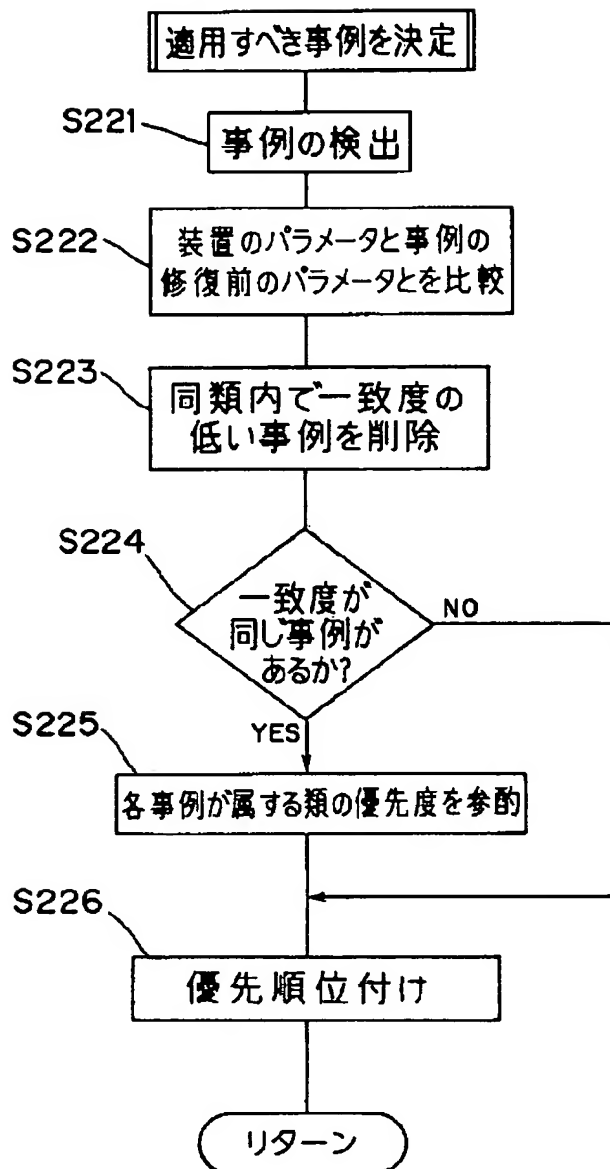 適用すべき事例を決定
S221
事例の検出
S222
装置のパラメータと事例の
修復前のパラメータとを比較
S223
同類内で一致度の
低い事例を削除
S224
一致度が
同じ事例が
あるか?
NO
YES
S225
各事例が属する類の優先度を参酌
S226
優先順位付け
リターン